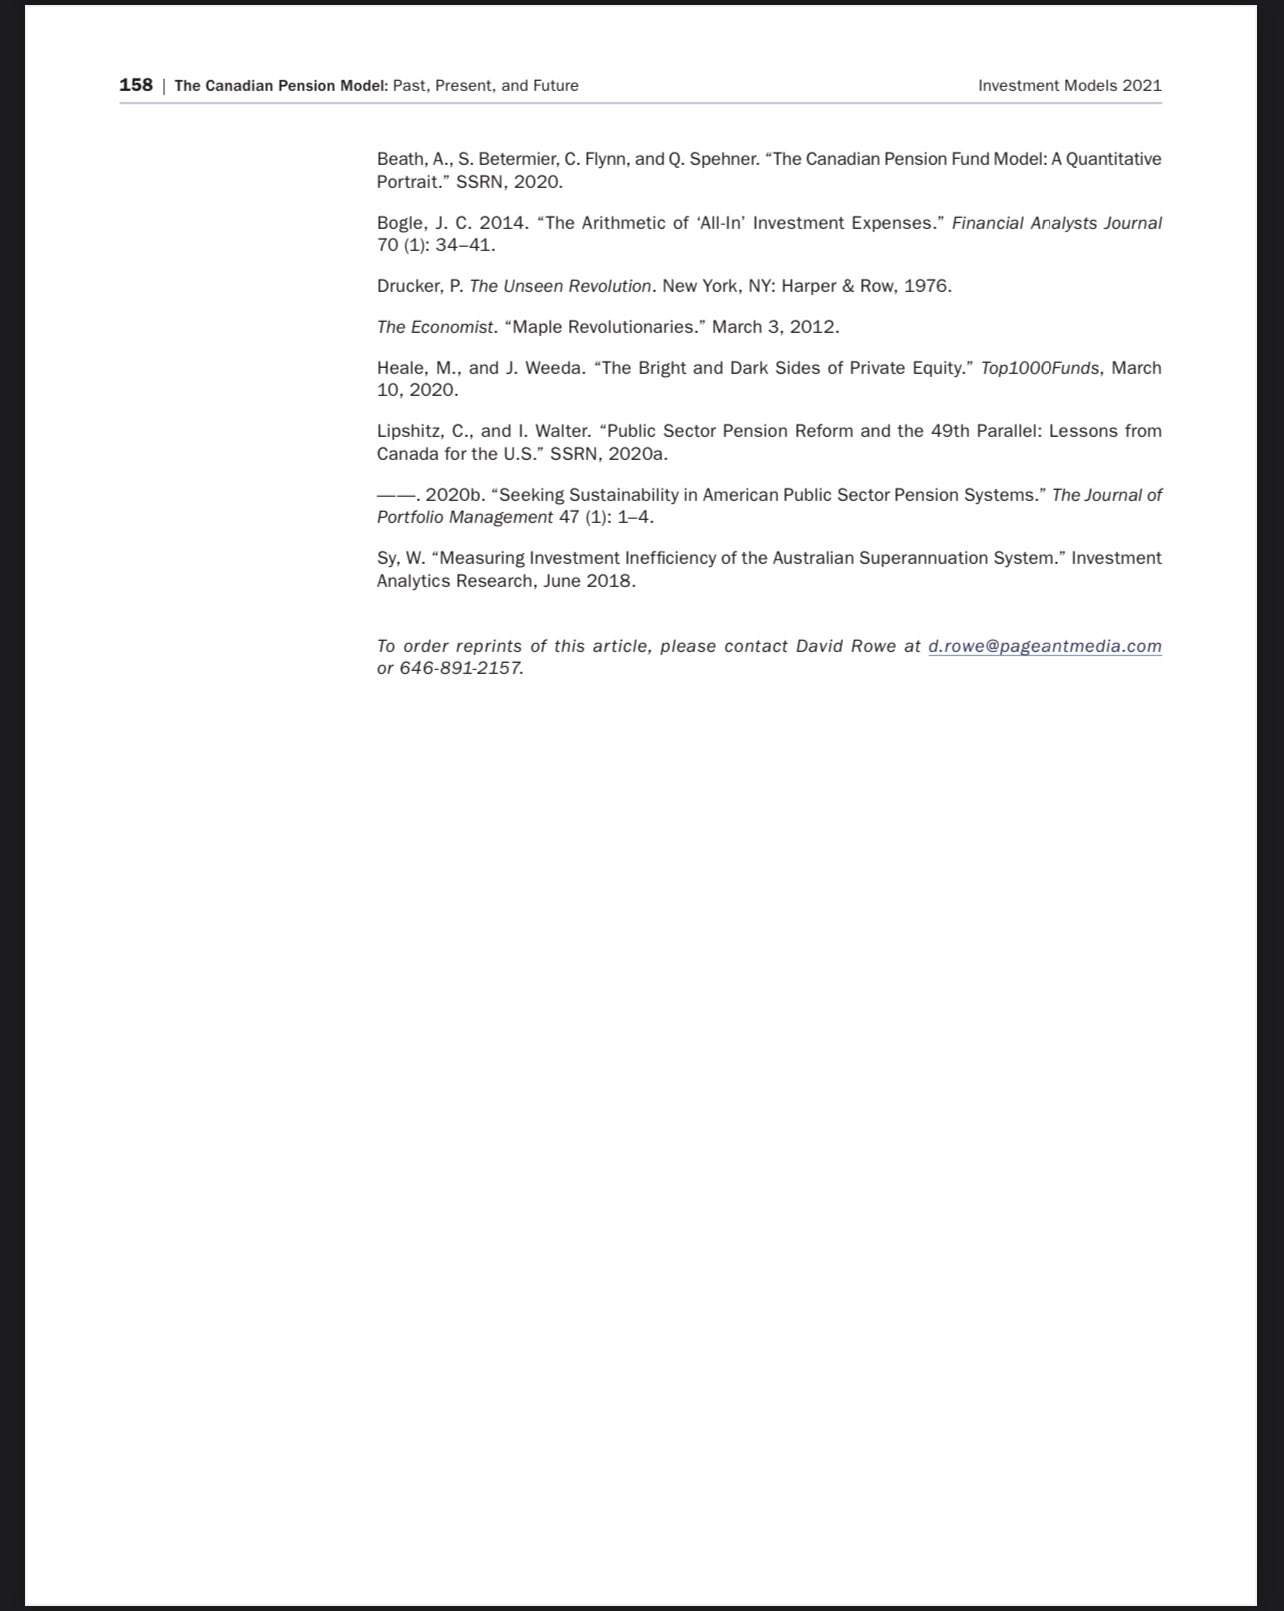 158 | The Canadian Pension Model: Past, Present, and Future
Investment Models 2021
Beath, A., S. Betermier, C. Flynn, and Q. Spehner. “The Canadian Pension Fund Model: A Quantitative
Portrait.” SSRN, 2020.
Bogle, J. C. 2014. “The Arithmetic of ‘All-In’ Investment Expenses.” Financial Analysts Journal
70 (1): 34–41.
Drucker, P. The Unseen Revolution. New York, NY: Harper & Row, 1976.
The Economist. “Maple Revolutionaries.” March 3, 2012.
Heale, M., and J. Weeda. “The Bright and Dark Sides of Private Equity.” Top1000Funds, March
10, 2020.
Lipshitz, C., and I. Walter. “Public Sector Pension Reform and the 49th Parallel: Lessons from
Canada for the U.S.” SSRN, 2020a.
——. 2020b. “Seeking Sustainability in American Public Sector Pension Systems.” The Journal of
Portfolio Management 47 (1): 1–4.
Sy, W. “Measuring Investment Inefficiency of the Australian Superannuation System.” Investment
Analytics Research, June 2018.
To order reprints of this article, please contact David Rowe at d.rowe@pageantmedia.com
or 646-891-2157.